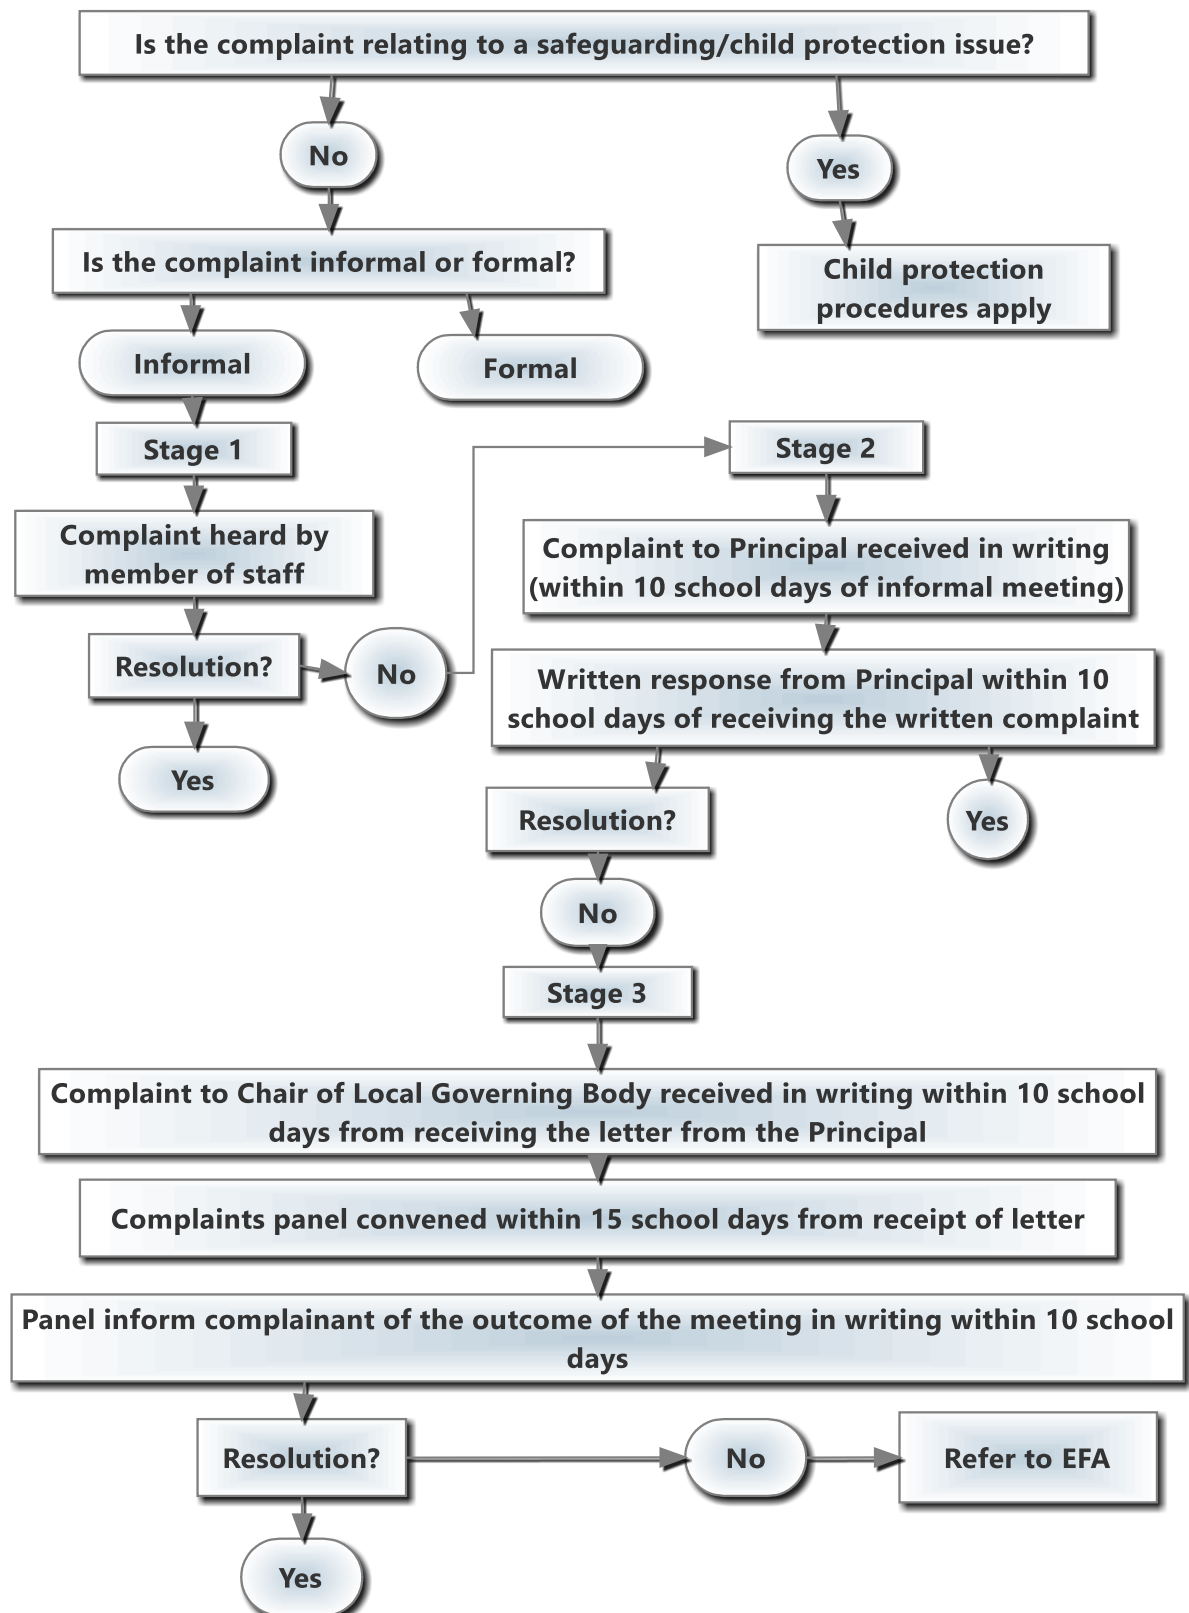 Is the complaint relating to a safeguarding/child protection issue?
No
Yes
Is the complaint informal or formal?
Child protection
procedures apply
Informal
Formal
Stage 1
Stage 2
Complaint heard by
member of staff
Complaint to Principal received in writing
(within 10 school days of informal meeting)
Resolution?
No
Written response from Principal within 10
school days of receiving the written complaint
Yes
Resolution?
Yes
No
Stage 3
Complaint to Chair of Local Governing Body received in writing within 10 school
days from receiving the letter from the Principal
Complaints panel convened within 15 school days from receipt of letter
Panel inform complainant of the outcome of the meeting in writing within 10 school
days
Resolution?
No
Refer to EFA
Yes